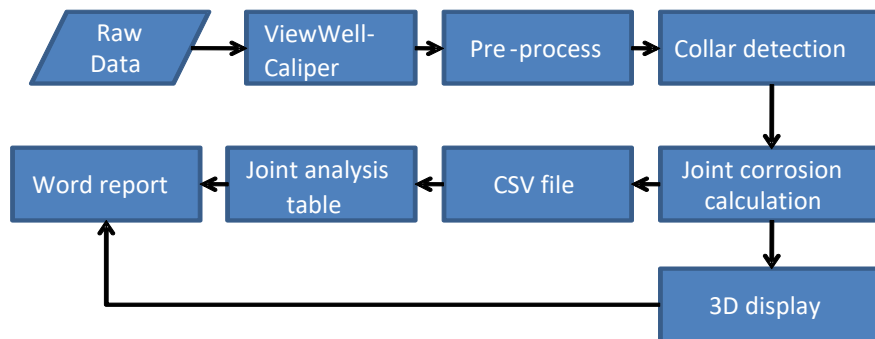 Raw
Data
ViewWell-
Caliper
Pre-process
Collar detection
Word report
Joint analysis
table
CSV file
Joint corrosion
calculation
3D display